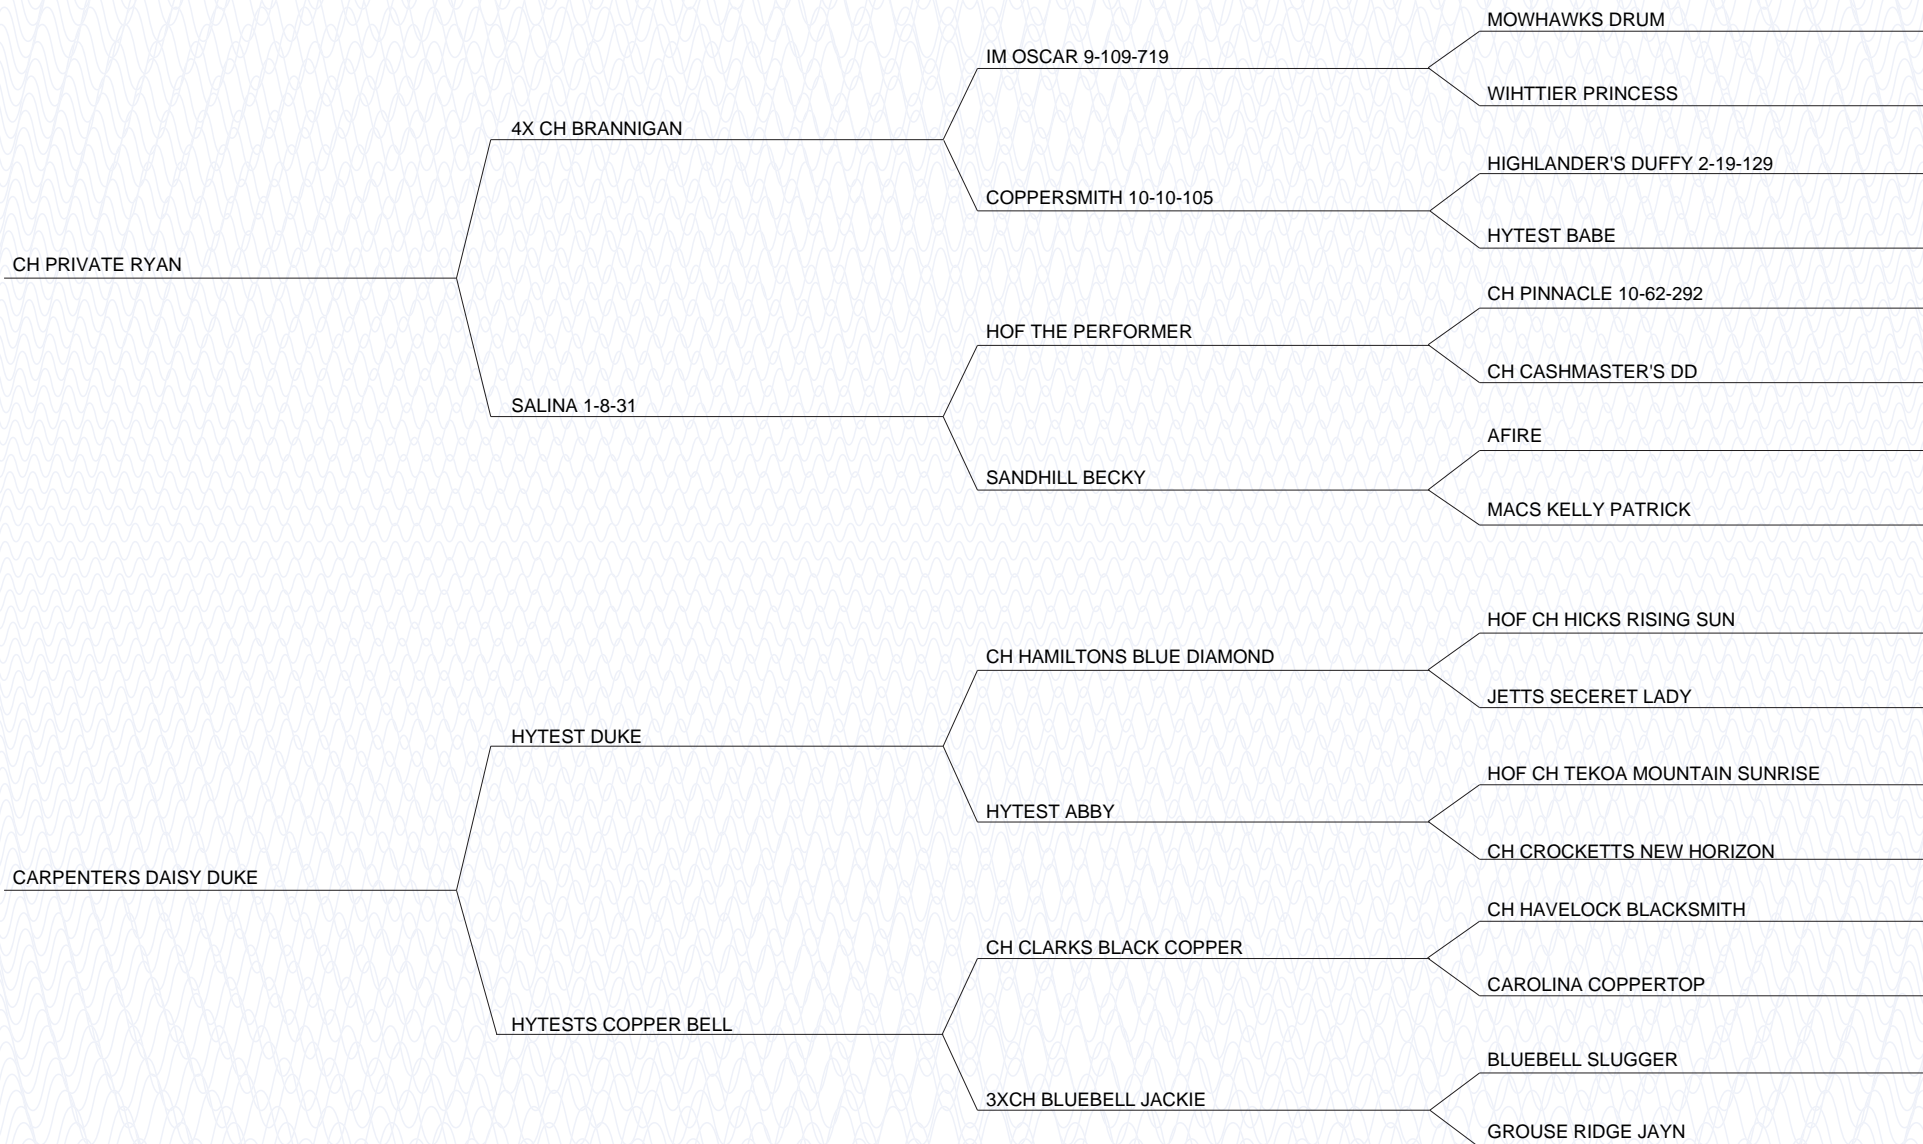 MOWHAWKS DRUM
IM OSCAR 9-109-719
WIHTTIER PRINCESS
4X CH BRANNIGAN
HIGHLANDER'S DUFFY 2-19-129
COPPERSMITH 10-10-105
HYTEST BABE
CH PRIVATE RYAN
CH PINNACLE 10-62-292
HOF THE PERFORMER
CH CASHMASTER'S DD
SALINA 1-8-31
AFIRE
SANDHILL BECKY
MACS KELLY PATRICK
HOF CH HICKS RISING SUN
CH HAMILTONS BLUE DIAMOND
JETTS SECERET LADY
HYTEST DUKE
HOF CH TEKOA MOUNTAIN SUNRISE
HYTEST ABBY
CH CROCKETTS NEW HORIZON
CARPENTERS DAISY DUKE
CH HAVELOCK BLACKSMITH
CH CLARKS BLACK COPPER
CAROLINA COPPERTOP
HYTESTS COPPER BELL
BLUEBELL SLUGGER
3XCH BLUEBELL JACKIE
GROUSE RIDGE JAYN